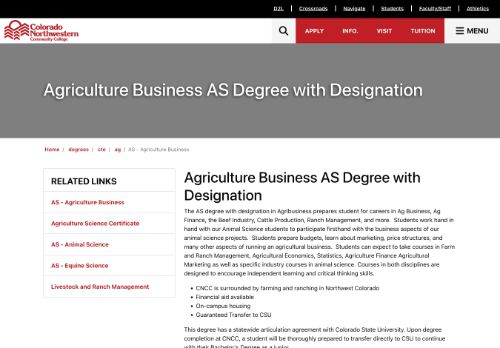 D2L | Crossroads | Navigate | Students | Faculty/Staff | Athletics
Colorado
Northwestern
Community College
APPLY INFO. VISIT TUITION MENU
Agriculture Business AS Degree with Designation
Home / degrees / cte / ag / AS - Agriculture Business
RELATED LINKS
AS - Agriculture Business
Agriculture Science Certificate
AS - Animal Science
AS - Equine Science
Livestock and Ranch Management
Agriculture Business AS Degree with
Designation
The AS degree with designation in Agribusiness prepares student for careers in Ag Business, Ag
Finance, the Beef Industry, Cattle Production, Ranch Management, and more. Students work hand in
hand with our Animal Science students to participate firsthand with the business aspects of our
animal science projects. Students prepare budgets, learn about marketing, price structures, and
many other aspects of running an agricultural business. Students can expect to take courses in Farm
and Ranch Management, Agricultural Economics, Statistics, Agriculture Finance Agricultural
Marketing as well as specific industry courses in animal science. Courses in both disciplines are
designed to encourage independent learning and critical thinking skills.
• CNCC is surrounded by farming and ranching in Northwest Colorado
• Financial aid available
• On-campus housing
• Guaranteed Transfer to CSU
This degree has a statewide articulation agreement with Colorado State University. Upon degree
completion at CNCC, a student will be thoroughly prepared to transfer directly to CSU to continue
with their Bachelor's Degree as a junior.